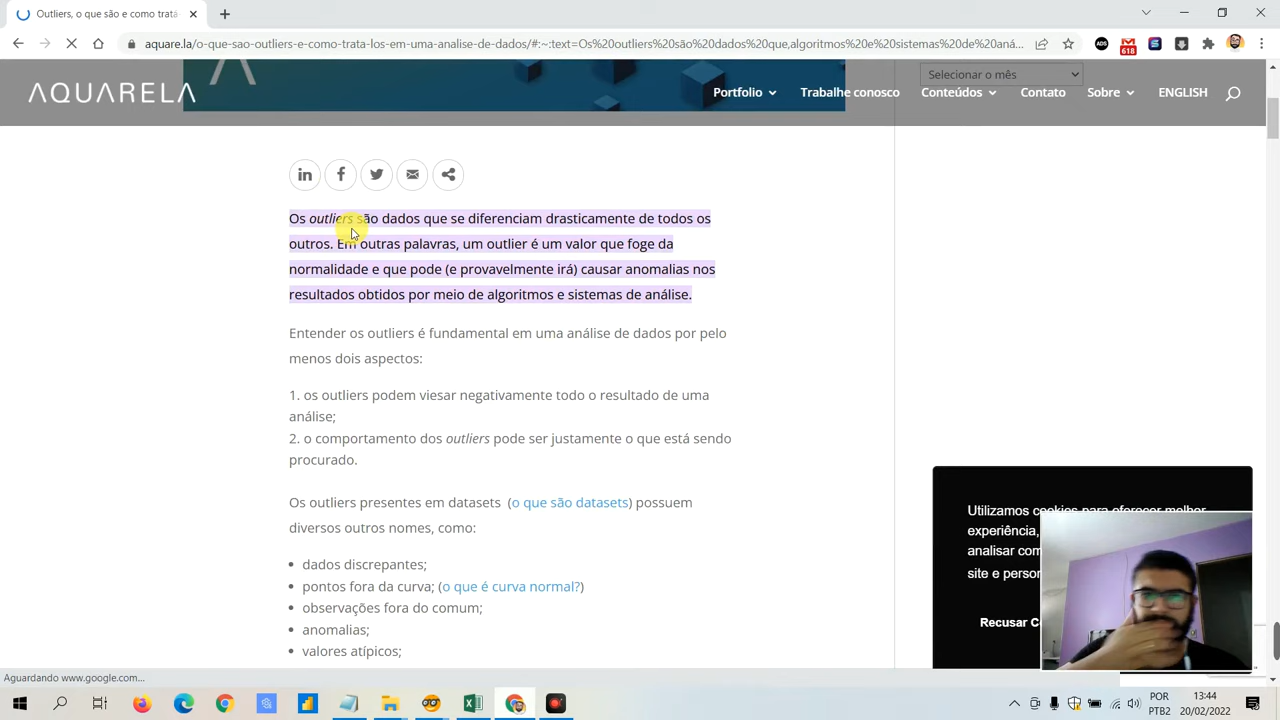 Outliers, o que são e como trata
aquare.la/o-que-sao-outliers-e-como-trata-los-em-uma-analise-de-dados/#:~:text=Os%20outliers%20são%20dados%20que,algoritmos%20e%20sistemas%20de%20aná...
618
Selecionar o mês
AQUARELA
Portfolio
Trabalhe conosco
Conteúdos
Contato
Sobre
ENGLISH
Os outliers são dados que se diferenciam drasticamente de todos os
outros. Em outras palavras, um outlier é um valor que foge da
normalidade e que pode (e provavelmente irá) causar anomalias nos
resultados obtidos por meio de algoritmos e sistemas de análise.
Entender os outliers é fundamental em uma análise de dados por pelo
menos dois aspectos:
1. os outliers podem viesar negativamente todo o resultado de uma
análise;
2. o comportamento dos outliers pode ser justamente o que está sendo
procurado.
Os outliers presentes em datasets (o que são datasets) possuem
diversos outros nomes, como:
dados discrepantes;
pontos fora da curva; (o que é curva normal?)
observações fora do comum;
anomalias;
valores atípicos;
Utilizamos cookies para oferecer melhor
experiência,
analisar com
site e person
Recusar C
Aguardando www.google.com...
POR
PTB2
13:44
20/02/2022